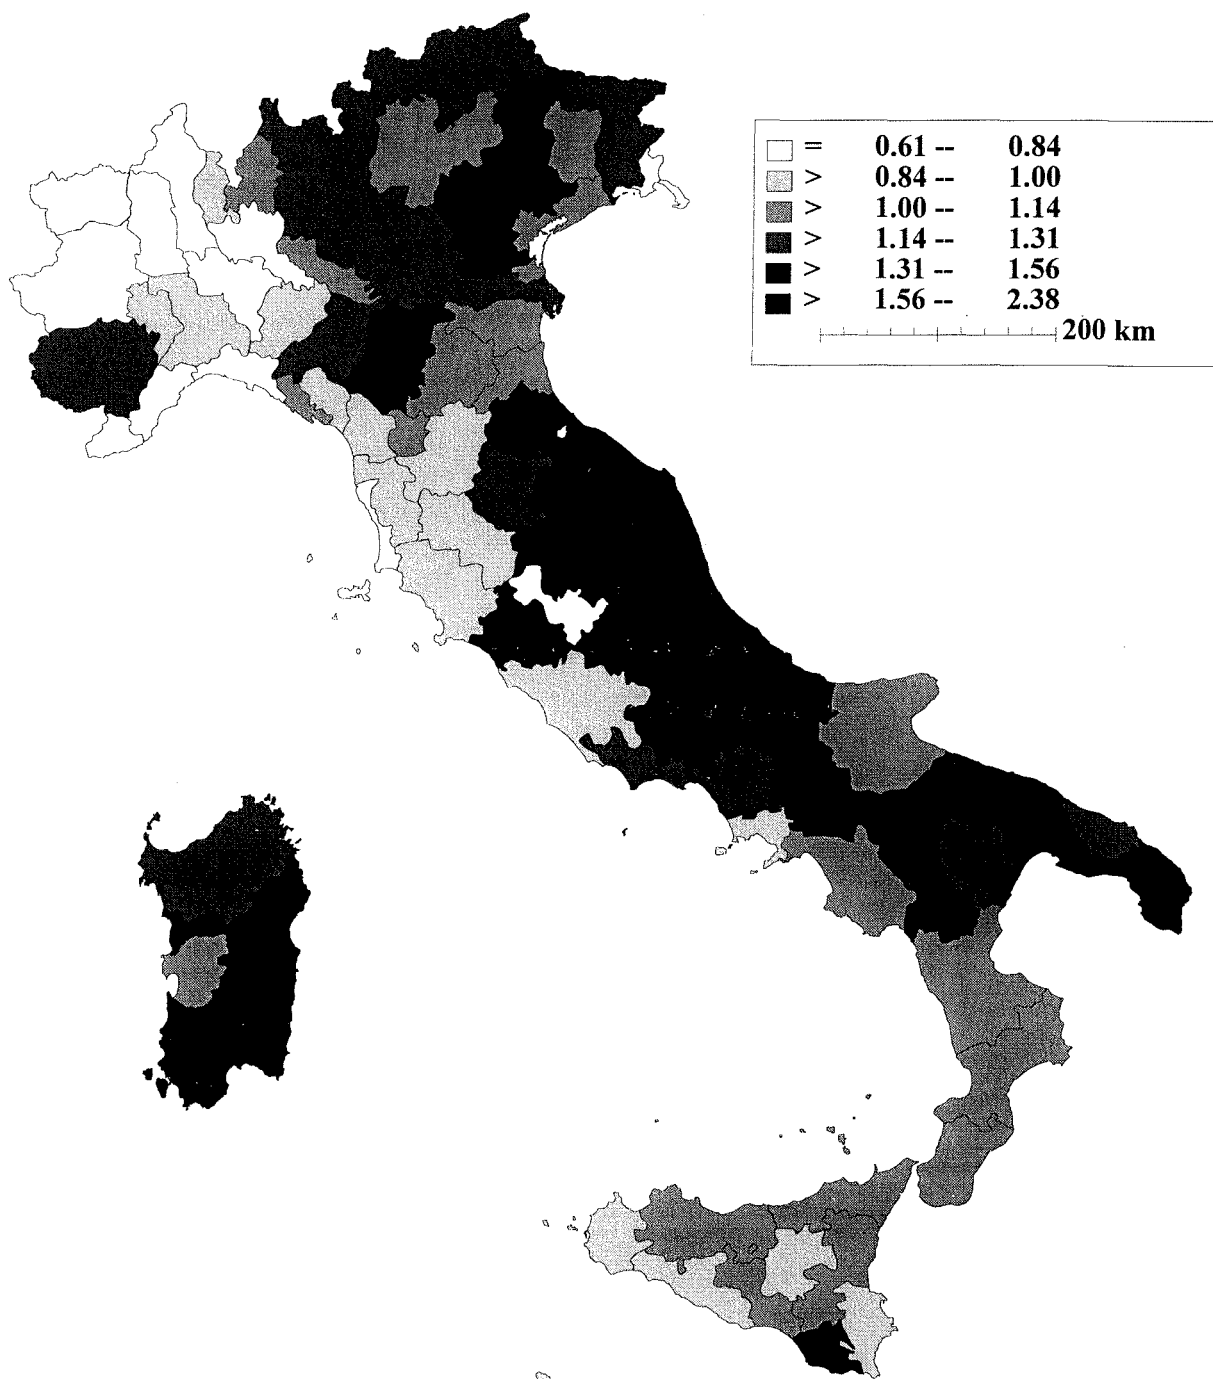 = 0.61 -- 0.84
> 0.84 -- 1.00
> 1.00 -- 1.14
> 1.14 -- 1.31
> 1.31 -- 1.56
> 1.56 -- 2.38
200 km